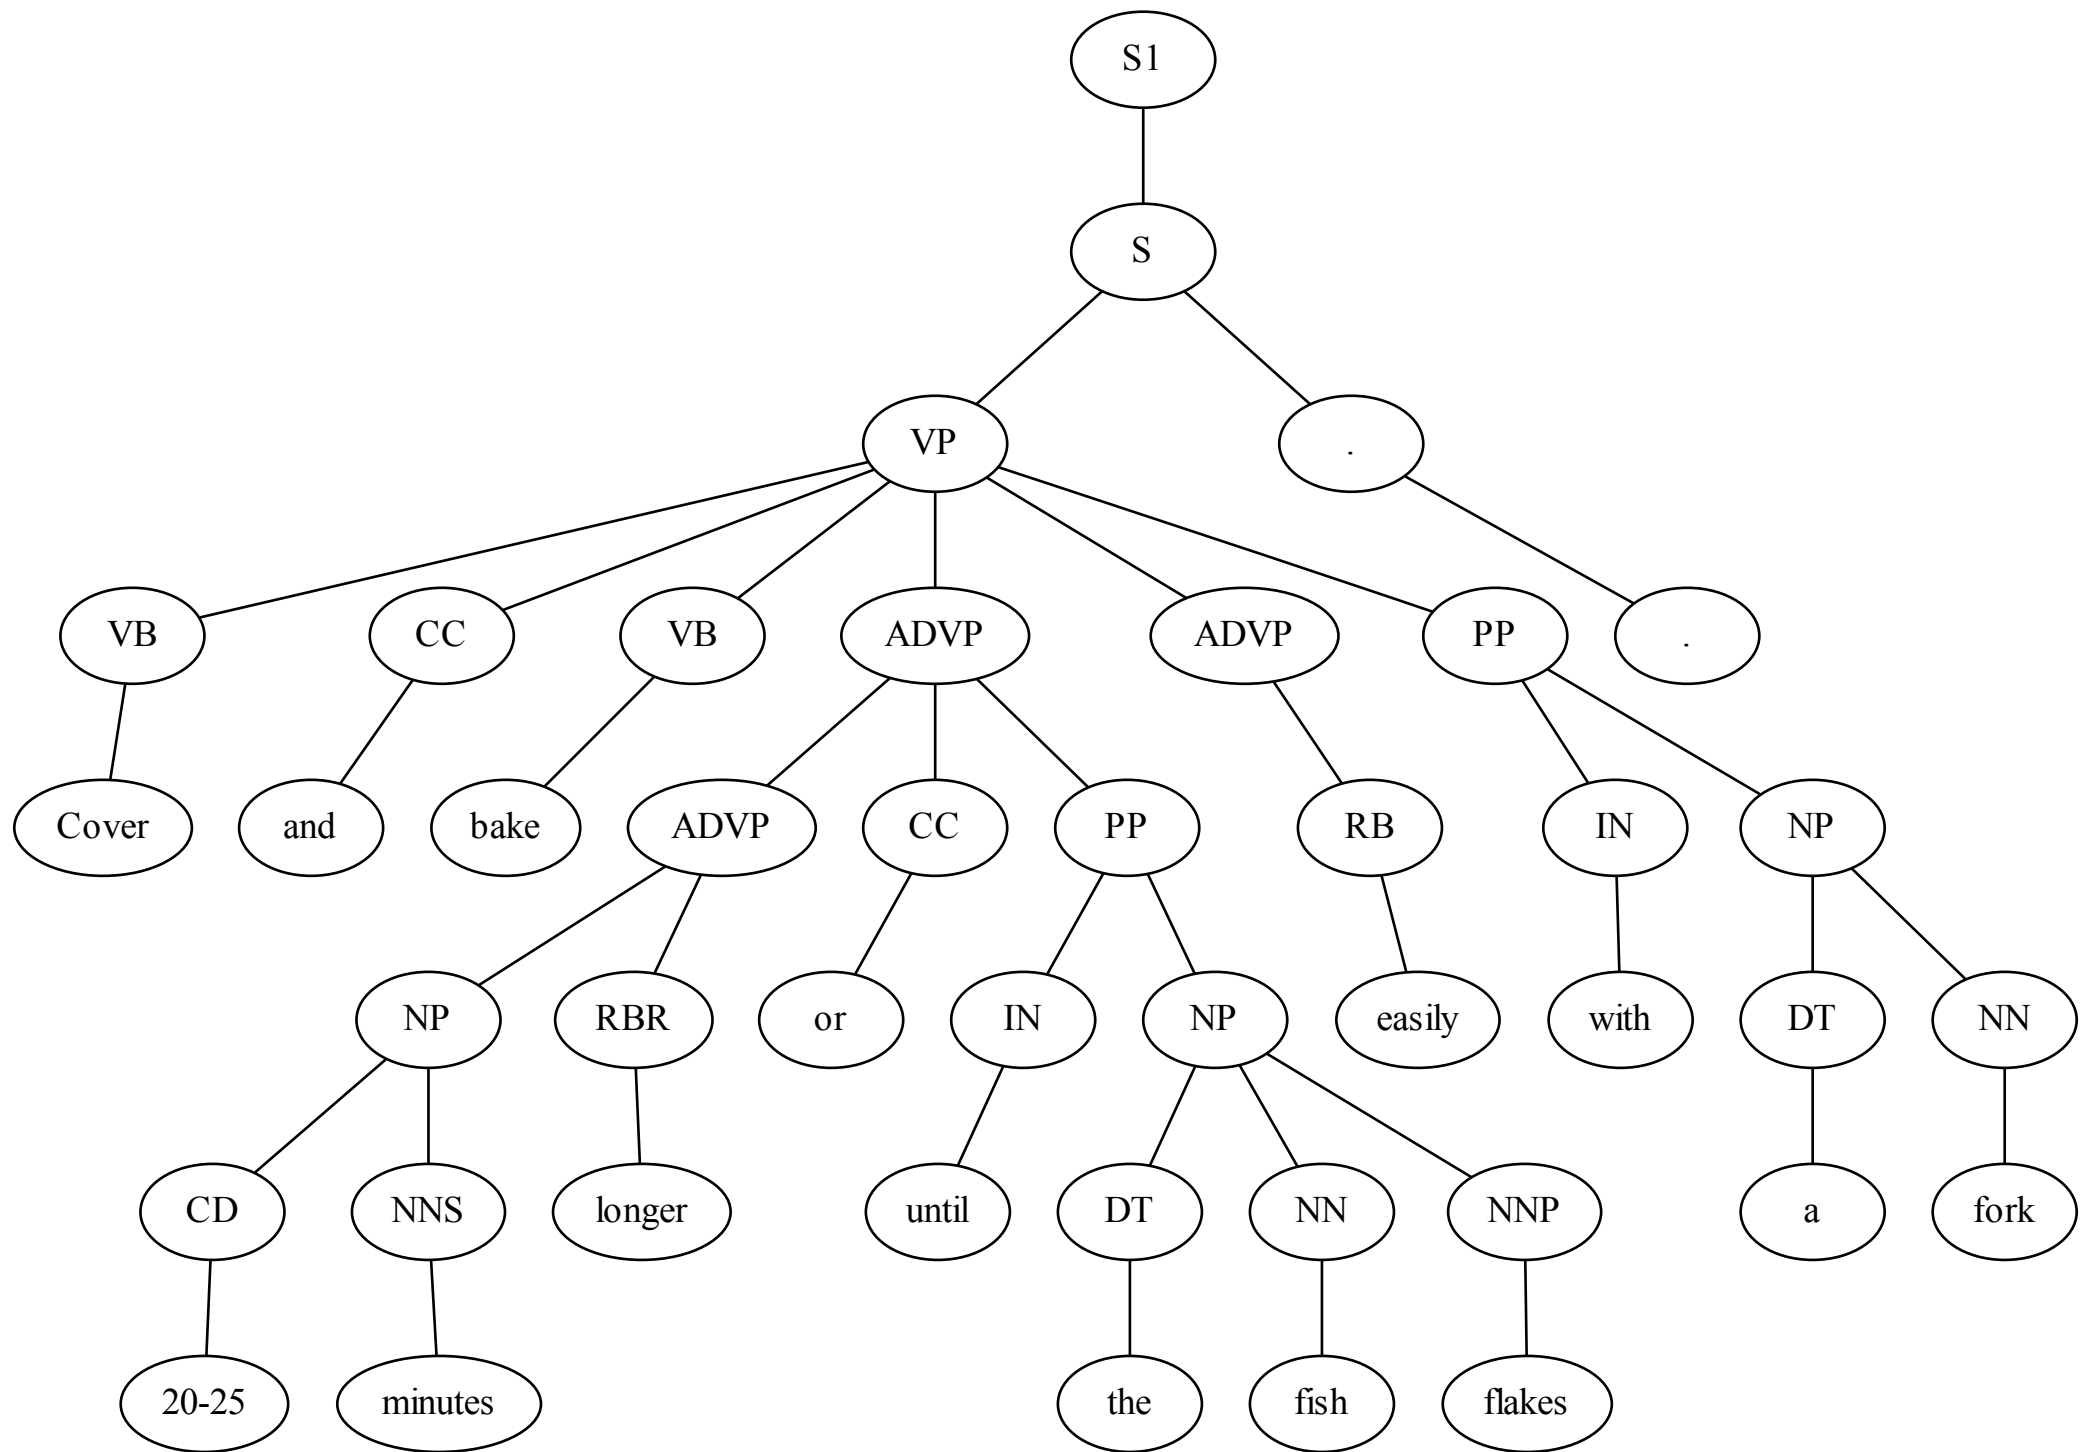 S1
S
VP .
VB CC VB ADVP ADVP PP .
Cover and bake ADVP CC PP RB IN NP
NP RBR or IN NP easily with DT NN
CD NNS longer until DT NN NNP a fork
20-25 minutes the fish flakes